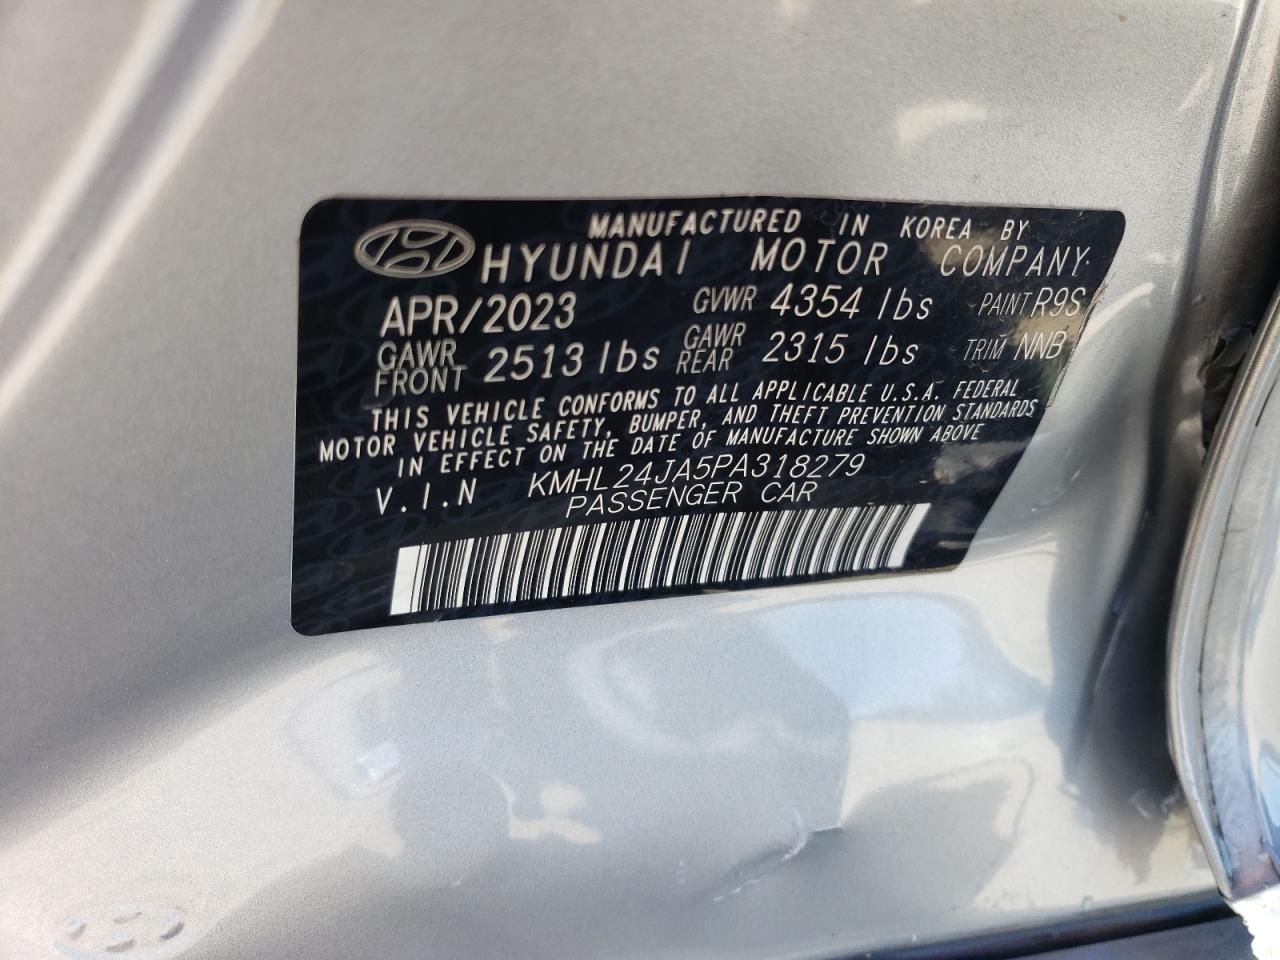 MANUFACTURED IN KOREA BY
HYUNDAI MOTOR COMPANY
APR/2023 GVWR 4354 lbs PAINT R9S
GAWR FRONT 2513 lbs GAWR REAR 2315 lbs TRIM NNB
THIS VEHICLE CONFORMS TO ALL APPLICABLE U.S.A. FEDERAL
MOTOR VEHICLE SAFETY, BUMPER, AND THEFT PREVENTION STANDARDS
IN EFFECT ON THE DATE OF MANUFACTURE SHOWN ABOVE
V.I.N KMHL24JA5PA318279
PASSENGER CAR